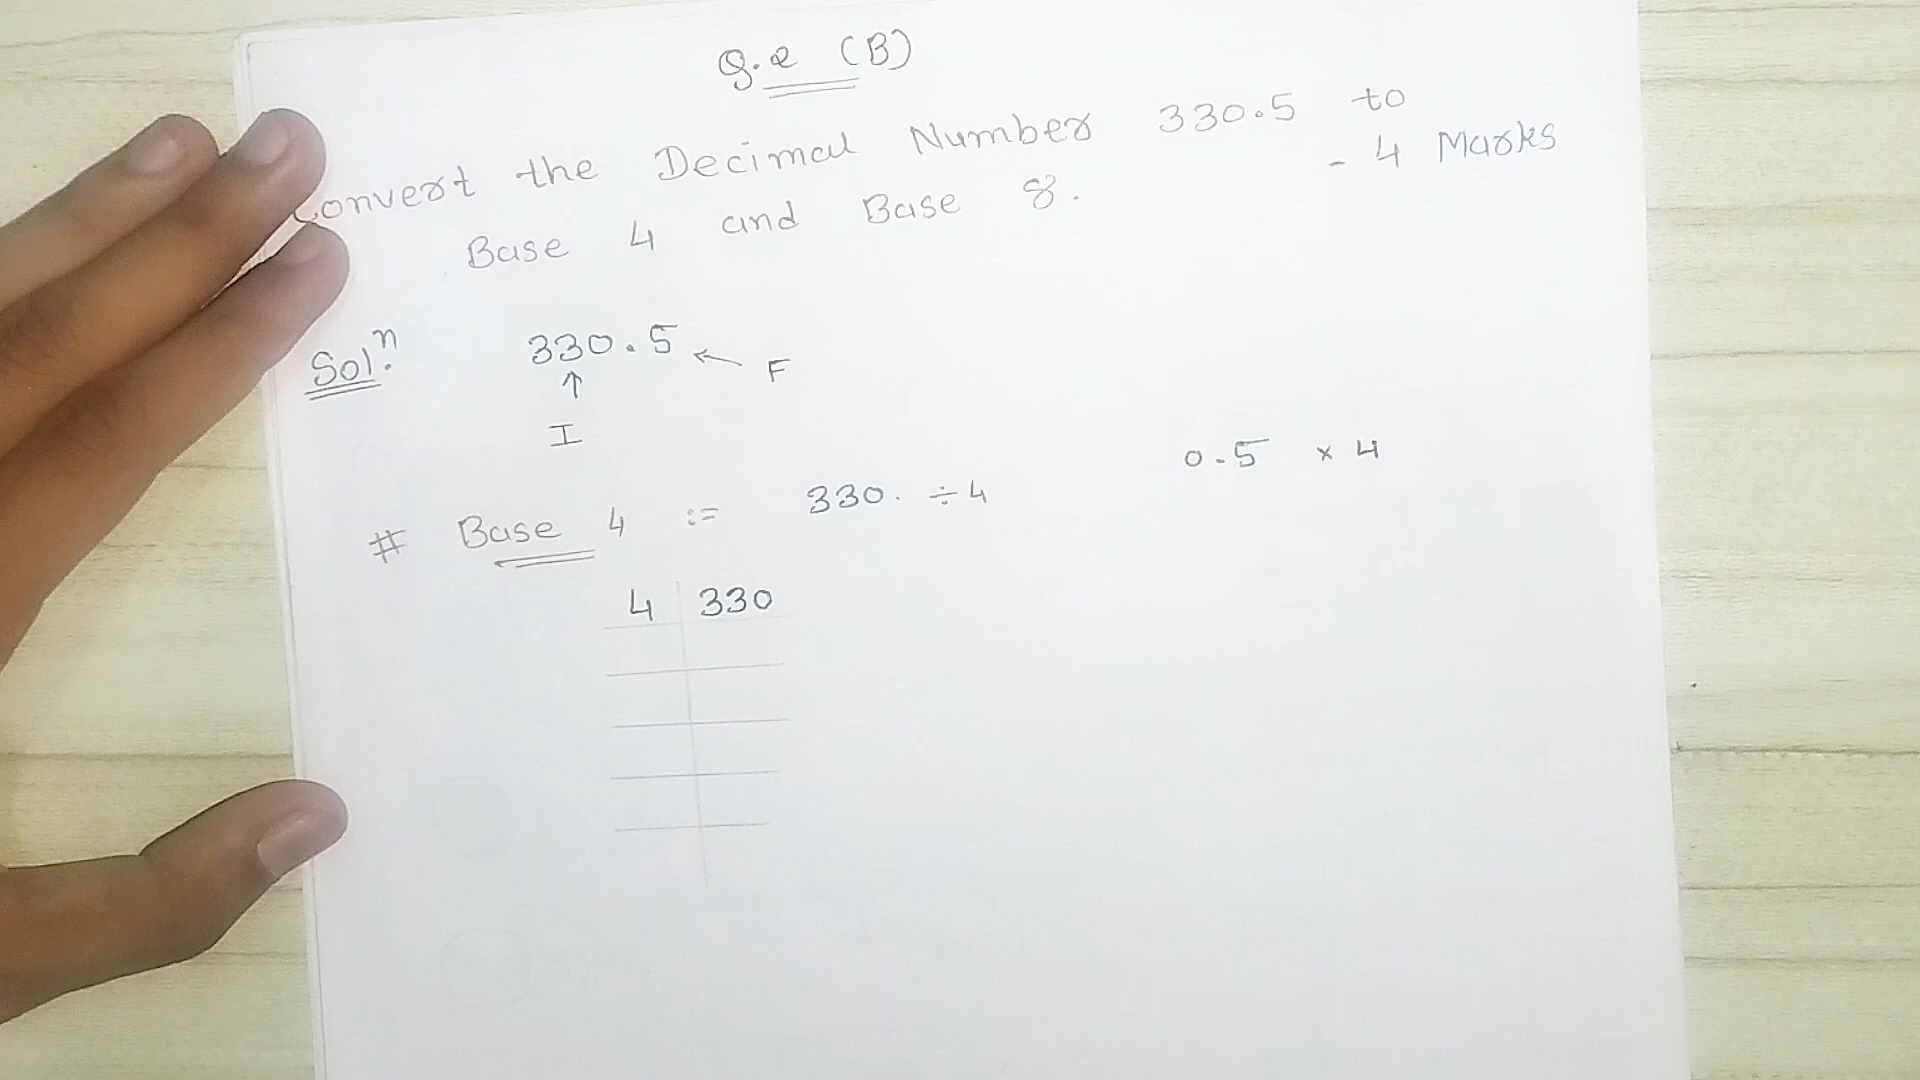 Q.2 (B)
Convert the Decimal Number 330.5 to
Base 4 and Base 8. - 4 Marks
Sol.n 330.5 ← F
↑
I
0.5 × 4
# Base 4 := 330. ÷ 4
4 330